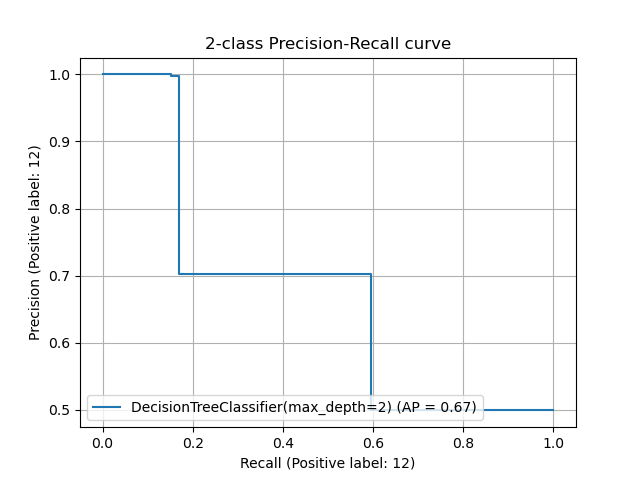 2-class Precision-Recall curve
1.0
0.9
0.8
0.7
0.6
0.5
Precision (Positive label: 12)
DecisionTreeClassifier(max_depth=2) (AP = 0.67)
0.0 0.2 0.4 0.6 0.8 1.0
Recall (Positive label: 12)